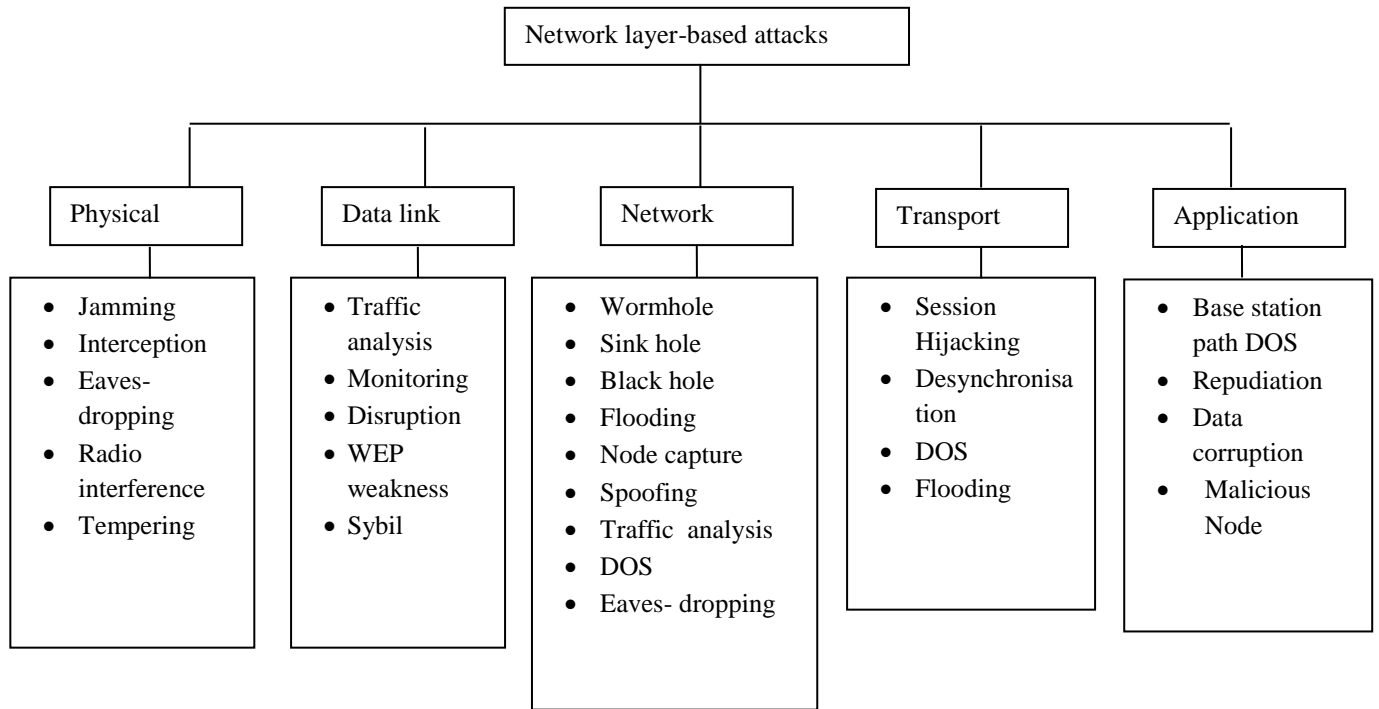 Network layer-based attacks
Physical
Data link
Network
Transport
Application
• Jamming
• Interception
• Eaves-
dropping
• Radio
interference
• Tempering
• Traffic
analysis
• Monitoring
• Disruption
• WEP
weakness
• Sybil
• Wormhole
• Sink hole
• Black hole
• Flooding
• Node capture
• Spoofing
• Traffic analysis
• DOS
• Eaves- dropping
• Session
Hijacking
• Desynchronisa
tion
• DOS
• Flooding
• Base station
path DOS
• Repudiation
• Data
corruption
• Malicious
Node